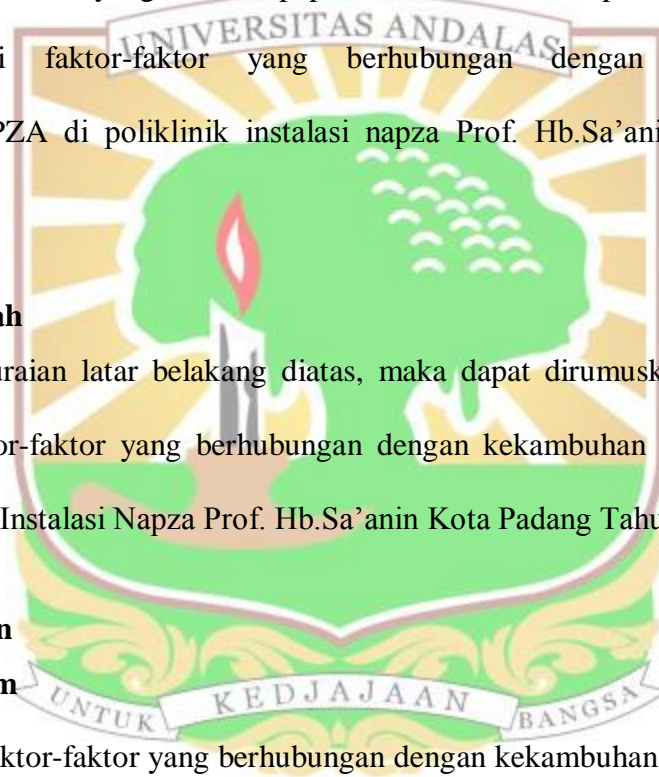 UNIVERSITAS ANDALAS
i faktor-faktor yang berhubungan dengan
PZA di poliklinik instalasi napza Prof. Hb.Sa’ani
ah
uraian latar belakang diatas, maka dapat dirumusk
or-faktor yang berhubungan dengan kekambuhan
Instalasi Napza Prof. Hb.Sa’anin Kota Padang Tahu
n
m
UNTUK KEDJAJAAN BANGSA
ktor-faktor yang berhubungan dengan kekambuhan